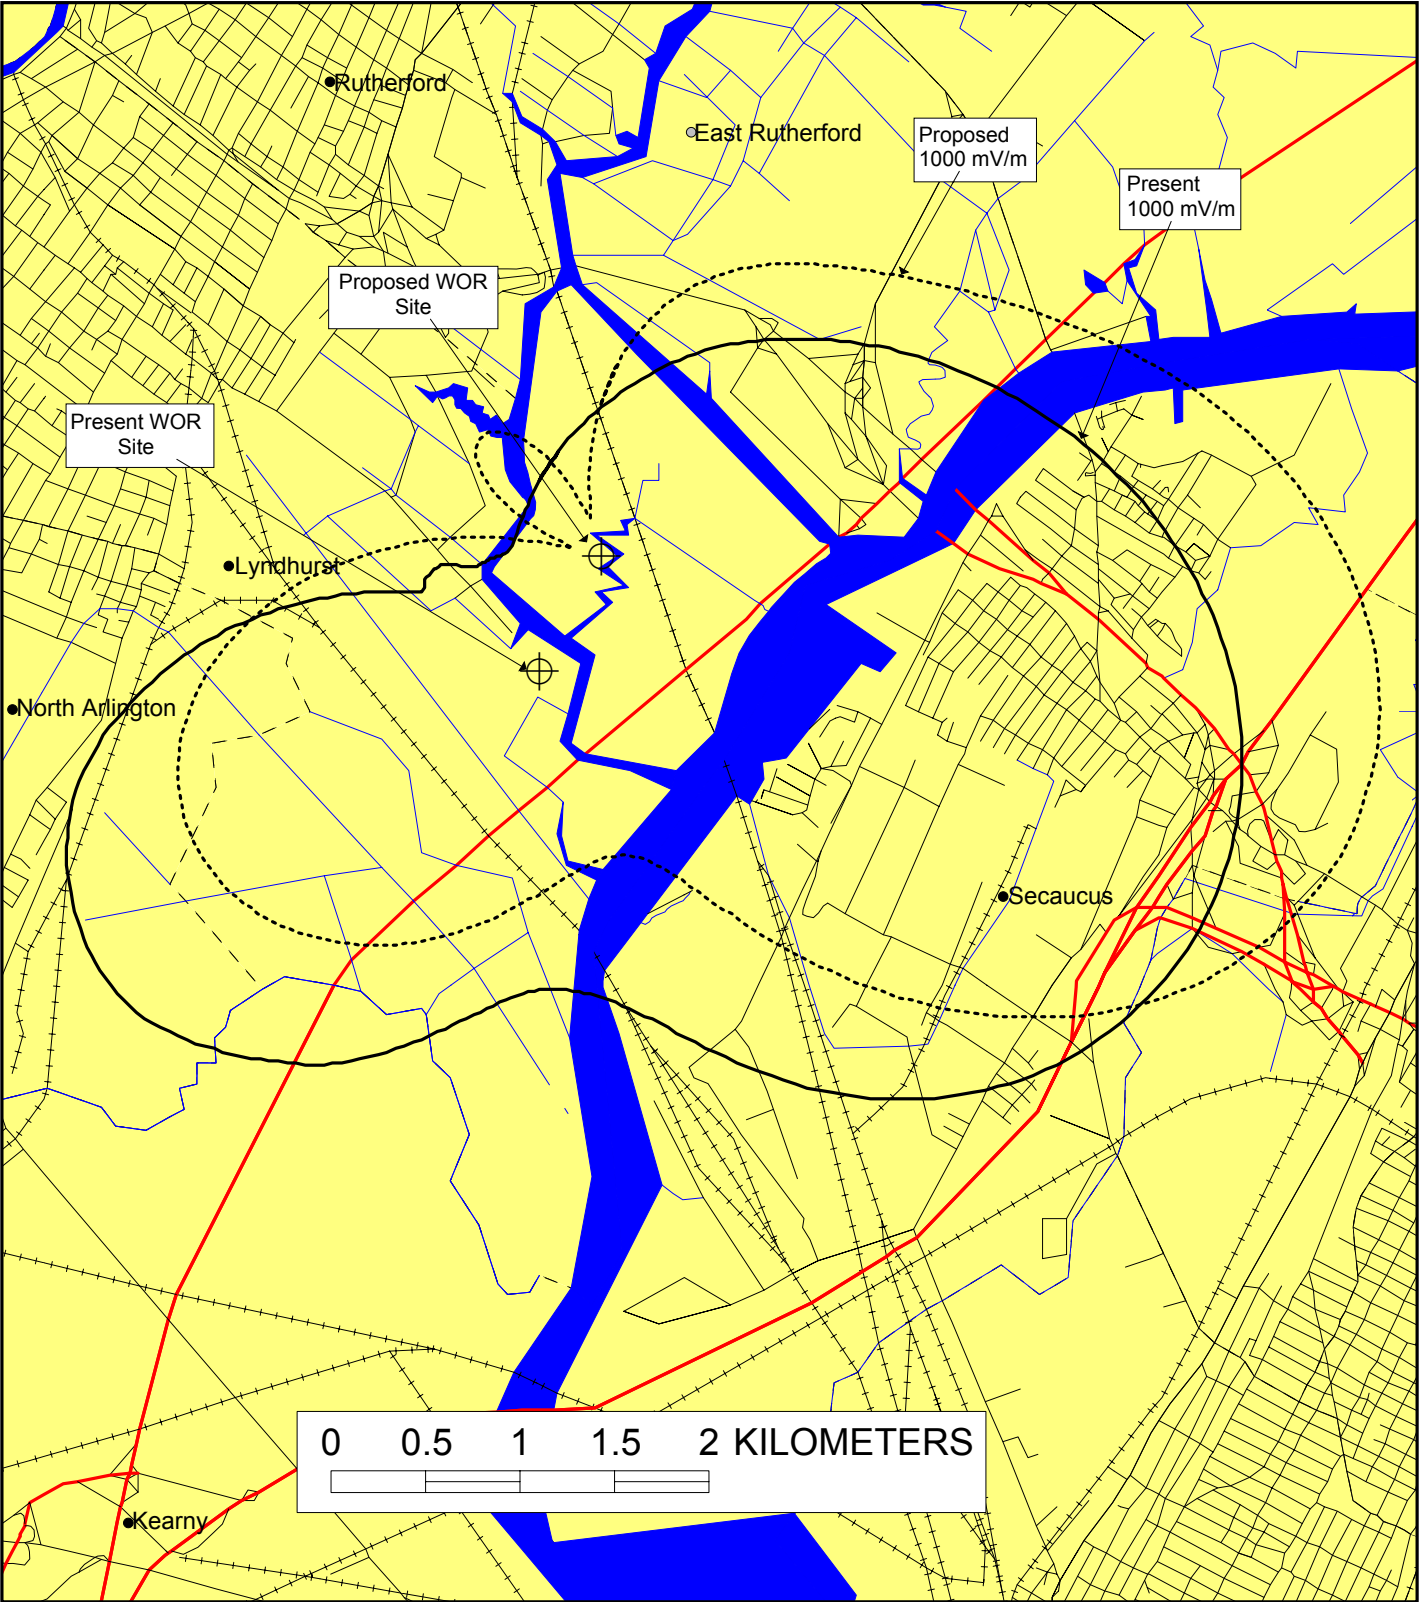 Rutherford
East Rutherford
Proposed
1000 mV/m
Present
1000 mV/m
Proposed WOR
Site
Present WOR
Site
Lyndhurst
North Arlington
Secaucus
0 0.5 1 1.5 2 KILOMETERS
Kearny